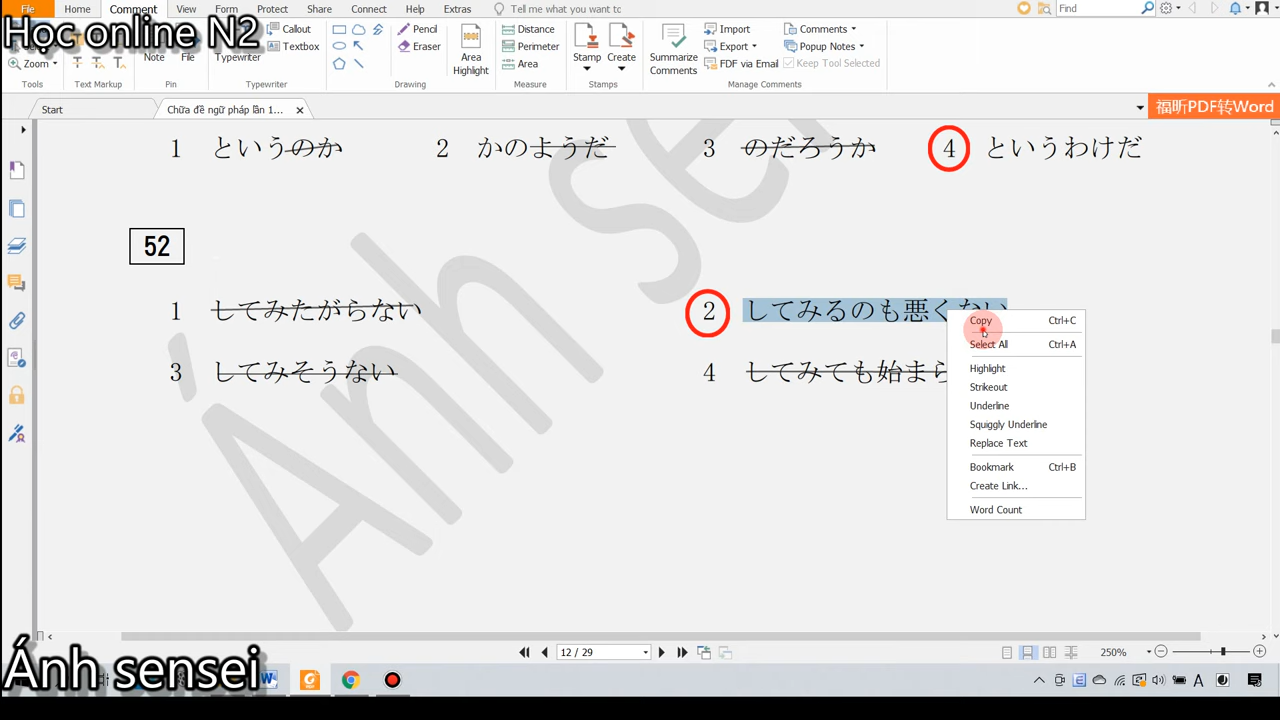 File Home Comment View Form Protect Share Connect Help Extras Tell me what you want to Find
Học online N2
Callout
Textbox
Pencil
Eraser
Distance
Perimeter
Area
Import
Export
FDF via Email
Comments
Popup Notes
Keep Tool Selected
Zoom
Note
File
Typewriter
Area Highlight
Stamp
Create
Summarize Comments
Tools Text Markup Typewriter Drawing Measure Stamps Manage Comments
Start Chữa đề ngữ pháp lần 1... 福昕PDF转Word
1 というのか 2 かのようだ 3 のだろうか 4 というわけだ
52
1 してみたがらない 2 してみるのも悪くない
3 してみそうない 4 してみても始まら
Ánh sensei
Copy Ctrl+C
Select All Ctrl+A
Highlight
Strikeout
Underline
Squiggly Underline
Replace Text
Bookmark Ctrl+B
Create Link...
Word Count
12 / 29 250%
Ánh sensei